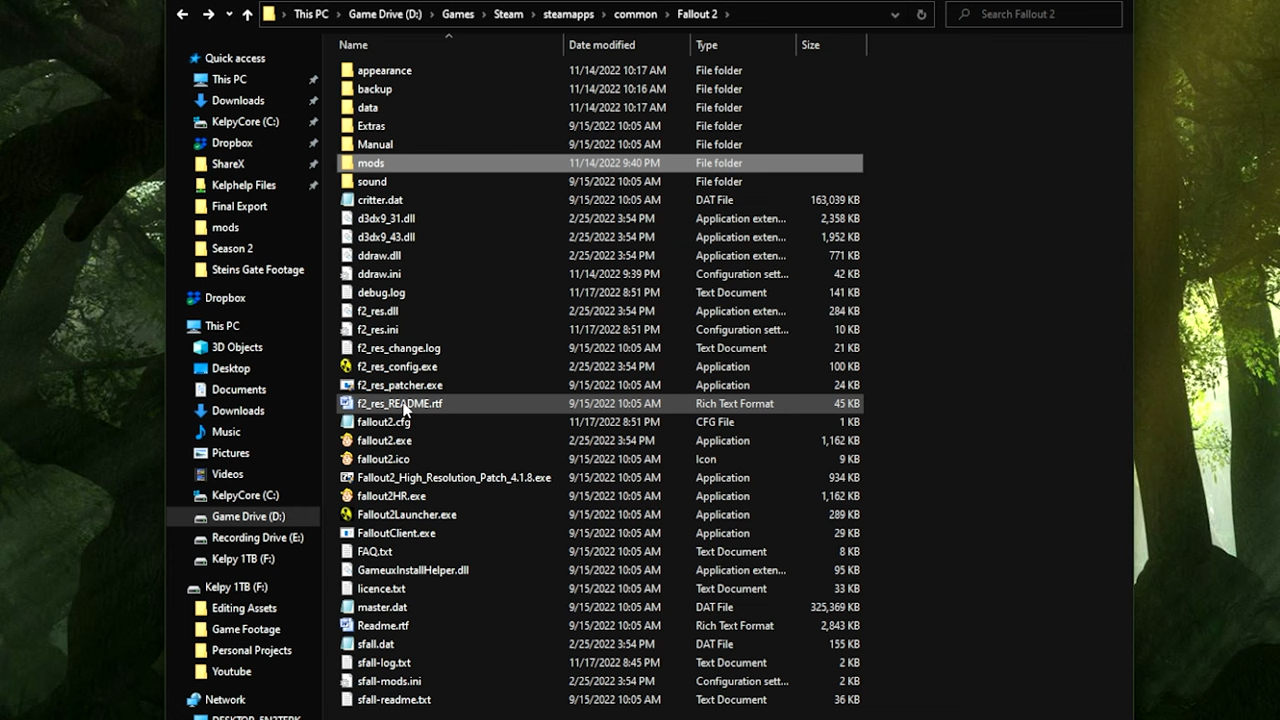 This PC > Game Drive (D:) > Games > Steam > steamapps > common > Fallout 2 >
Search Fallout 2
Quick access
This PC
Downloads
KelpyCore (C:)
Dropbox
ShareX
Kelphelp Files
Final Export
mods
Season 2
Steins Gate Footage
Dropbox
This PC
3D Objects
Desktop
Documents
Downloads
Music
Pictures
Videos
KelpyCore (C:)
Game Drive (D:)
Recording Drive (E:)
Kelpy 1TB (F:)
Kelpy 1TB (F:)
Editing Assets
Game Footage
Personal Projects
Youtube
Network
Name Date modified Type Size
appearance 11/14/2022 10:17 AM File folder
backup 11/14/2022 10:16 AM File folder
data 11/14/2022 10:17 AM File folder
Extras 9/15/2022 10:05 AM File folder
Manual 9/15/2022 10:05 AM File folder
mods 11/14/2022 9:40 PM File folder
sound 9/15/2022 10:05 AM File folder
critter.dat 9/15/2022 10:05 AM DAT File 163,039 KB
d3dx9_31.dll 2/25/2022 3:54 PM Application exten... 2,358 KB
d3dx9_43.dll 2/25/2022 3:54 PM Application exten... 1,952 KB
ddraw.dll 2/25/2022 3:54 PM Application exten... 771 KB
ddraw.ini 11/14/2022 9:39 PM Configuration sett... 42 KB
debug.log 11/17/2022 8:51 PM Text Document 141 KB
f2_res.dll 2/25/2022 3:54 PM Application exten... 284 KB
f2_res.ini 11/17/2022 8:51 PM Configuration sett... 10 KB
f2_res_change.log 9/15/2022 10:05 AM Text Document 21 KB
f2_res_config.exe 2/25/2022 3:54 PM Application 100 KB
f2_res_patcher.exe 9/15/2022 10:05 AM Application 24 KB
f2_res_README.rtf 9/15/2022 10:05 AM Rich Text Format 45 KB
fallout2.cfg 11/17/2022 8:51 PM CFG File 1 KB
fallout2.exe 2/25/2022 3:54 PM Application 1,162 KB
fallout2.ico 9/15/2022 10:05 AM Icon 9 KB
Fallout2_High_Resolution_Patch_4.1.8.exe 9/15/2022 10:05 AM Application 934 KB
fallout2HR.exe 9/15/2022 10:05 AM Application 1,162 KB
Fallout2Launcher.exe 9/15/2022 10:05 AM Application 289 KB
FalloutClient.exe 9/15/2022 10:05 AM Application 29 KB
FAQ.txt 9/15/2022 10:05 AM Text Document 8 KB
GameuxInstallHelper.dll 9/15/2022 10:05 AM Application exten... 95 KB
licence.txt 9/15/2022 10:05 AM Text Document 33 KB
master.dat 9/15/2022 10:05 AM DAT File 325,369 KB
Readme.rtf 9/15/2022 10:05 AM Rich Text Format 2,843 KB
sfall.dat 2/25/2022 3:54 PM DAT File 155 KB
sfall-log.txt 11/17/2022 8:45 PM Text Document 2 KB
sfall-mods.ini 2/25/2022 3:54 PM Configuration sett... 2 KB
sfall-readme.txt 9/15/2022 10:05 AM Text Document 36 KB